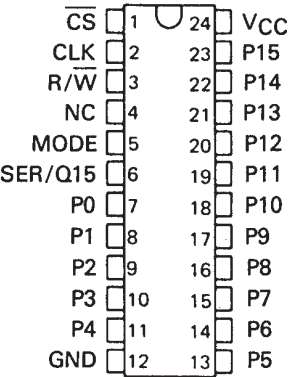 C̅S̅ 1 24 VCC
CLK 2 23 P15
R/W̅ 3 22 P14
NC 4 21 P13
MODE 5 20 P12
SER/Q15 6 19 P11
P0 7 18 P10
P1 8 17 P9
P2 9 16 P8
P3 10 15 P7
P4 11 14 P6
GND 12 13 P5